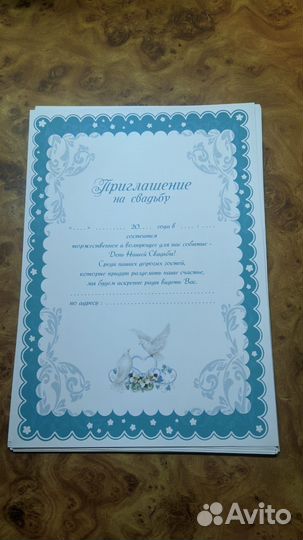 Приглашение
на свадьбу
«.....» .............. 20..... года в ..... : .....
состоится
торжественное и волнующее для нас событие -
День Нашей Свадьбы!
Среди наших дорогих гостей,
которые придут разделить наше счастье,
мы будем искренне рады видеть Вас.
по адресу:
Avito